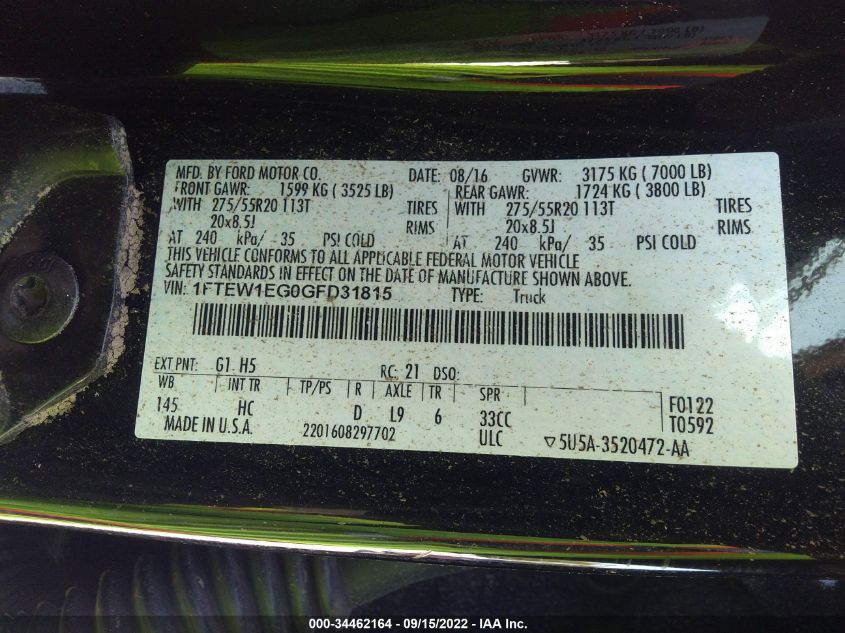 MFD. BY FORD MOTOR CO. DATE: 08/16 GVWR: 3175 KG ( 7000 LB)
FRONT GAWR: 1599 KG ( 3525 LB) REAR GAWR: 1724 KG ( 3800 LB)
WITH 275/55R20 113T TIRES WITH 275/55R20 113T TIRES
20x8.5J RIMS 20x8.5J RIMS
AT 240 kPa/ 35 PSI COLD AT 240 kPa/ 35 PSI COLD
THIS VEHICLE CONFORMS TO ALL APPLICABLE FEDERAL MOTOR VEHICLE
SAFETY STANDARDS IN EFFECT ON THE DATE OF MANUFACTURE SHOWN ABOVE.
VIN: 1FTEW1EG0GFD31815 TYPE: Truck
EXT PNT: G1 H5 RC: 21 DSO:
WB INT TR TP/PS R AXLE TR SPR
145 HC D L9 6 33CC F0122
MADE IN U.S.A. 2201608297702 ULC T0592
▽5U5A-3520472-AA
000-34462164 - 09/15/2022 - IAA Inc.